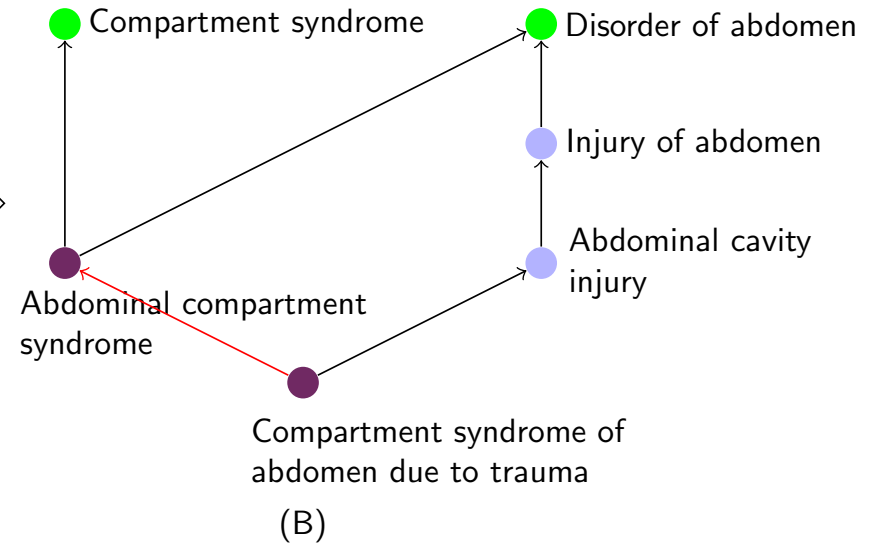 Compartment syndrome
Disorder of abdomen
Injury of abdomen
Abdominal cavity
injury
Abdominal compartment
syndrome
Compartment syndrome of
abdomen due to trauma
(B)